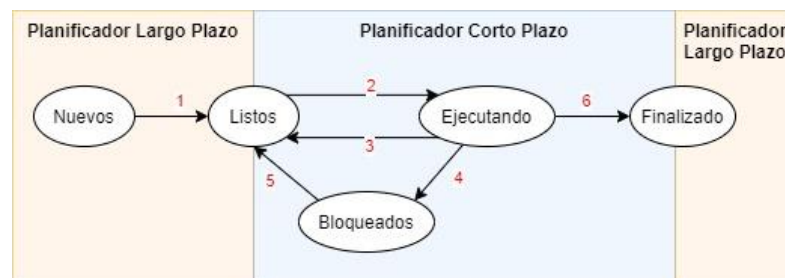 Planificador Largo Plazo
Planificador Corto Plazo
Planificador
Largo Plazo
Nuevos
1
Listos
2
3
Ejecutando
6
Finalizado
5
4
Bloqueados